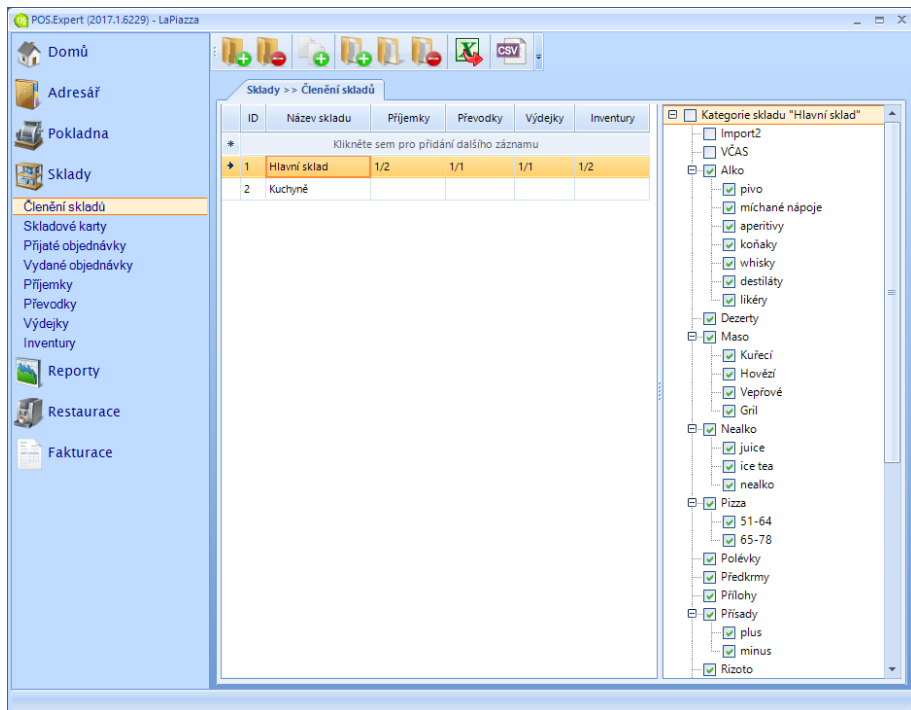 POS.Expert (2017.1.6229) - LaPiazza
Domů
Adresář
Pokladna
Sklady
Členění skladů
Skladové karty
Přijaté objednávky
Vydané objednávky
Příjemky
Převodky
Výdejky
Inventury
Reporty
Restaurace
Fakturace
CSV
Sklady >> Členění skladů
ID Název skladu Příjemky Převodky Výdejky Inventury
Klikněte sem pro přidání dalšího záznamu
1 Hlavní sklad 1/2 1/1 1/1 1/2
2 Kuchyně
Kategorie skladu "Hlavní sklad"
Import2
VČAS
Alko
pivo
míchané nápoje
aperitivy
koňaky
whisky
destiláty
likéry
Dezerty
Maso
Kuřecí
Hovězí
Vepřové
Gril
Nealko
juice
ice tea
nealko
Pizza
51-64
65-78
Polévky
Předkrmy
Přílohy
Přísady
plus
minus
Rizoto